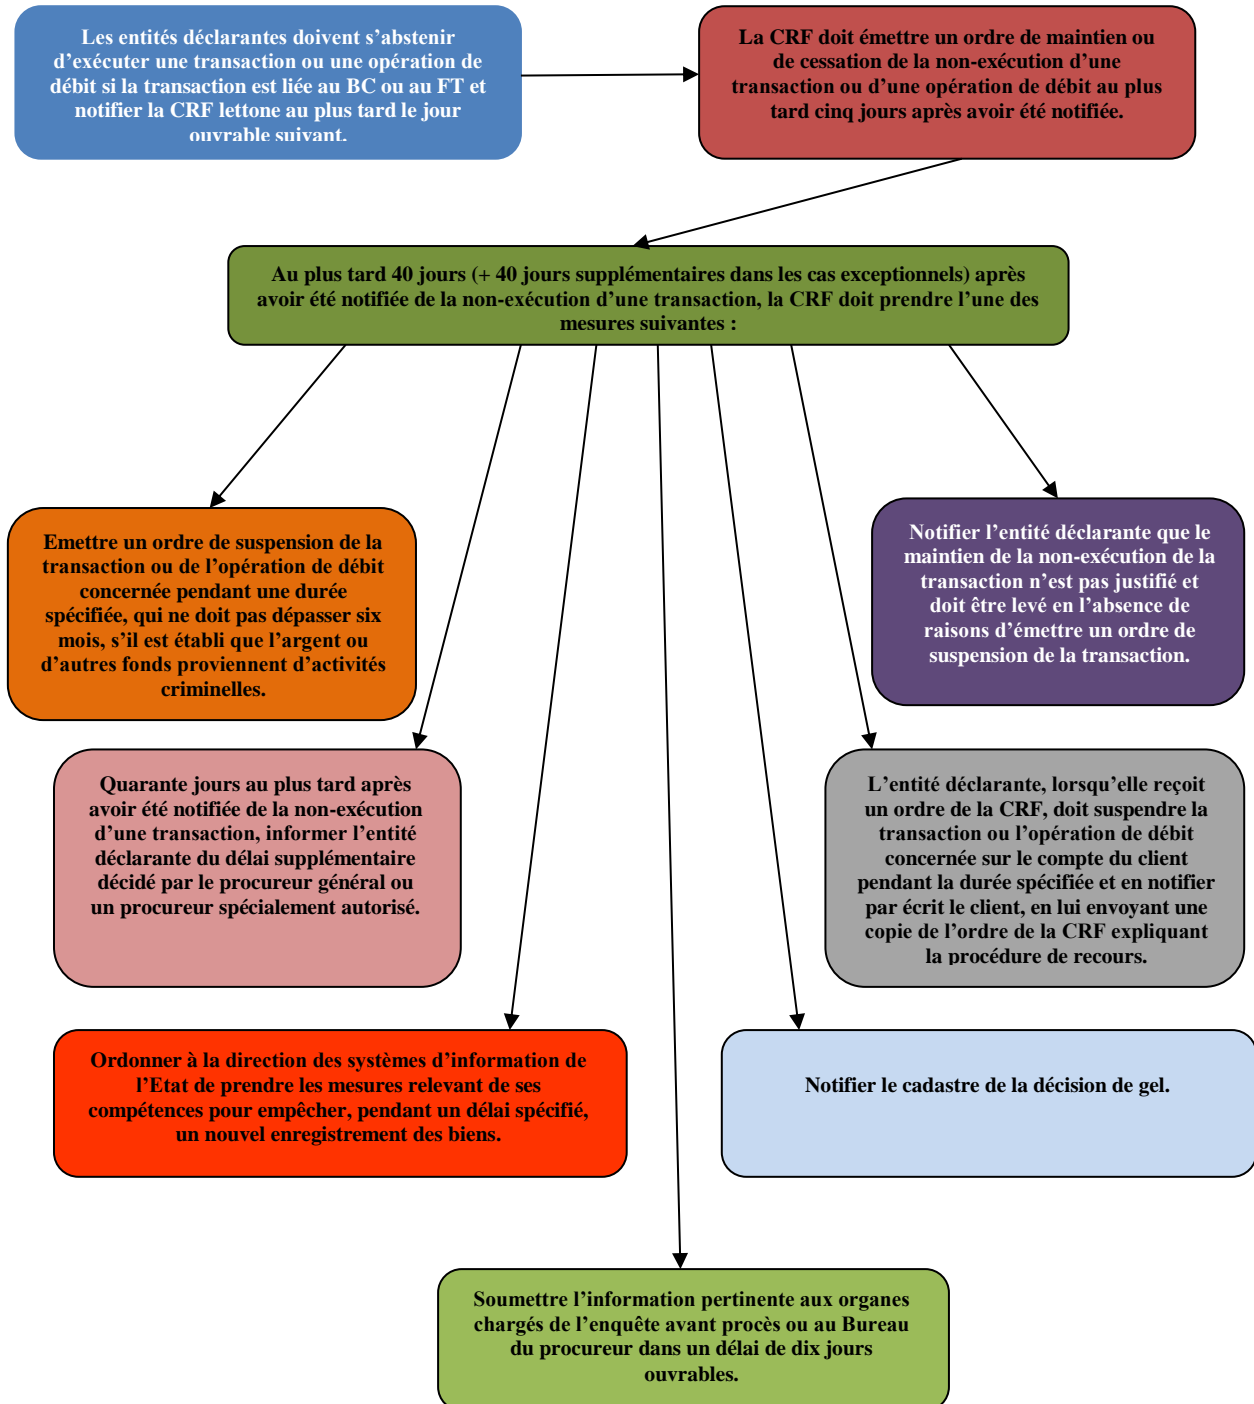 Les entités déclarantes doivent s’abstenir
d’exécuter une transaction ou une opération de
débit si la transaction est liée au BC ou au FT et
notifier la CRF lettone au plus tard le jour
ouvrable suivant.
La CRF doit émettre un ordre de maintien ou
de cessation de la non-exécution d’une
transaction ou d’une opération de débit au plus
tard cinq jours après avoir été notifiée.
Au plus tard 40 jours (+ 40 jours supplémentaires dans les cas exceptionnels) après
avoir été notifiée de la non-exécution d’une transaction, la CRF doit prendre l’une des
mesures suivantes :
Emettre un ordre de suspension de la
transaction ou de l’opération de débit
concernée pendant une durée
spécifiée, qui ne doit pas dépasser six
mois, s’il est établi que l’argent ou
d’autres fonds proviennent d’activités
criminelles.
Notifier l’entité déclarante que le
maintien de la non-exécution de la
transaction n’est pas justifié et
doit être levé en l’absence de
raisons d’émettre un ordre de
suspension de la transaction.
Quarante jours au plus tard après
avoir été notifiée de la non-exécution
d’une transaction, informer l’entité
déclarante du délai supplémentaire
décidé par le procureur général ou
un procureur spécialement autorisé.
L’entité déclarante, lorsqu’elle reçoit
un ordre de la CRF, doit suspendre la
transaction ou l’opération de débit
concernée sur le compte du client
pendant la durée spécifiée et en notifier
par écrit le client, en lui envoyant une
copie de l’ordre de la CRF expliquant
la procédure de recours.
Ordonner à la direction des systèmes d’information de
l’Etat de prendre les mesures relevant de ses
compétences pour empêcher, pendant un délai spécifié,
un nouvel enregistrement des biens.
Notifier le cadastre de la décision de gel.
Soumettre l’information pertinente aux organes
chargés de l’enquête avant procès ou au Bureau
du procureur dans un délai de dix jours
ouvrables.